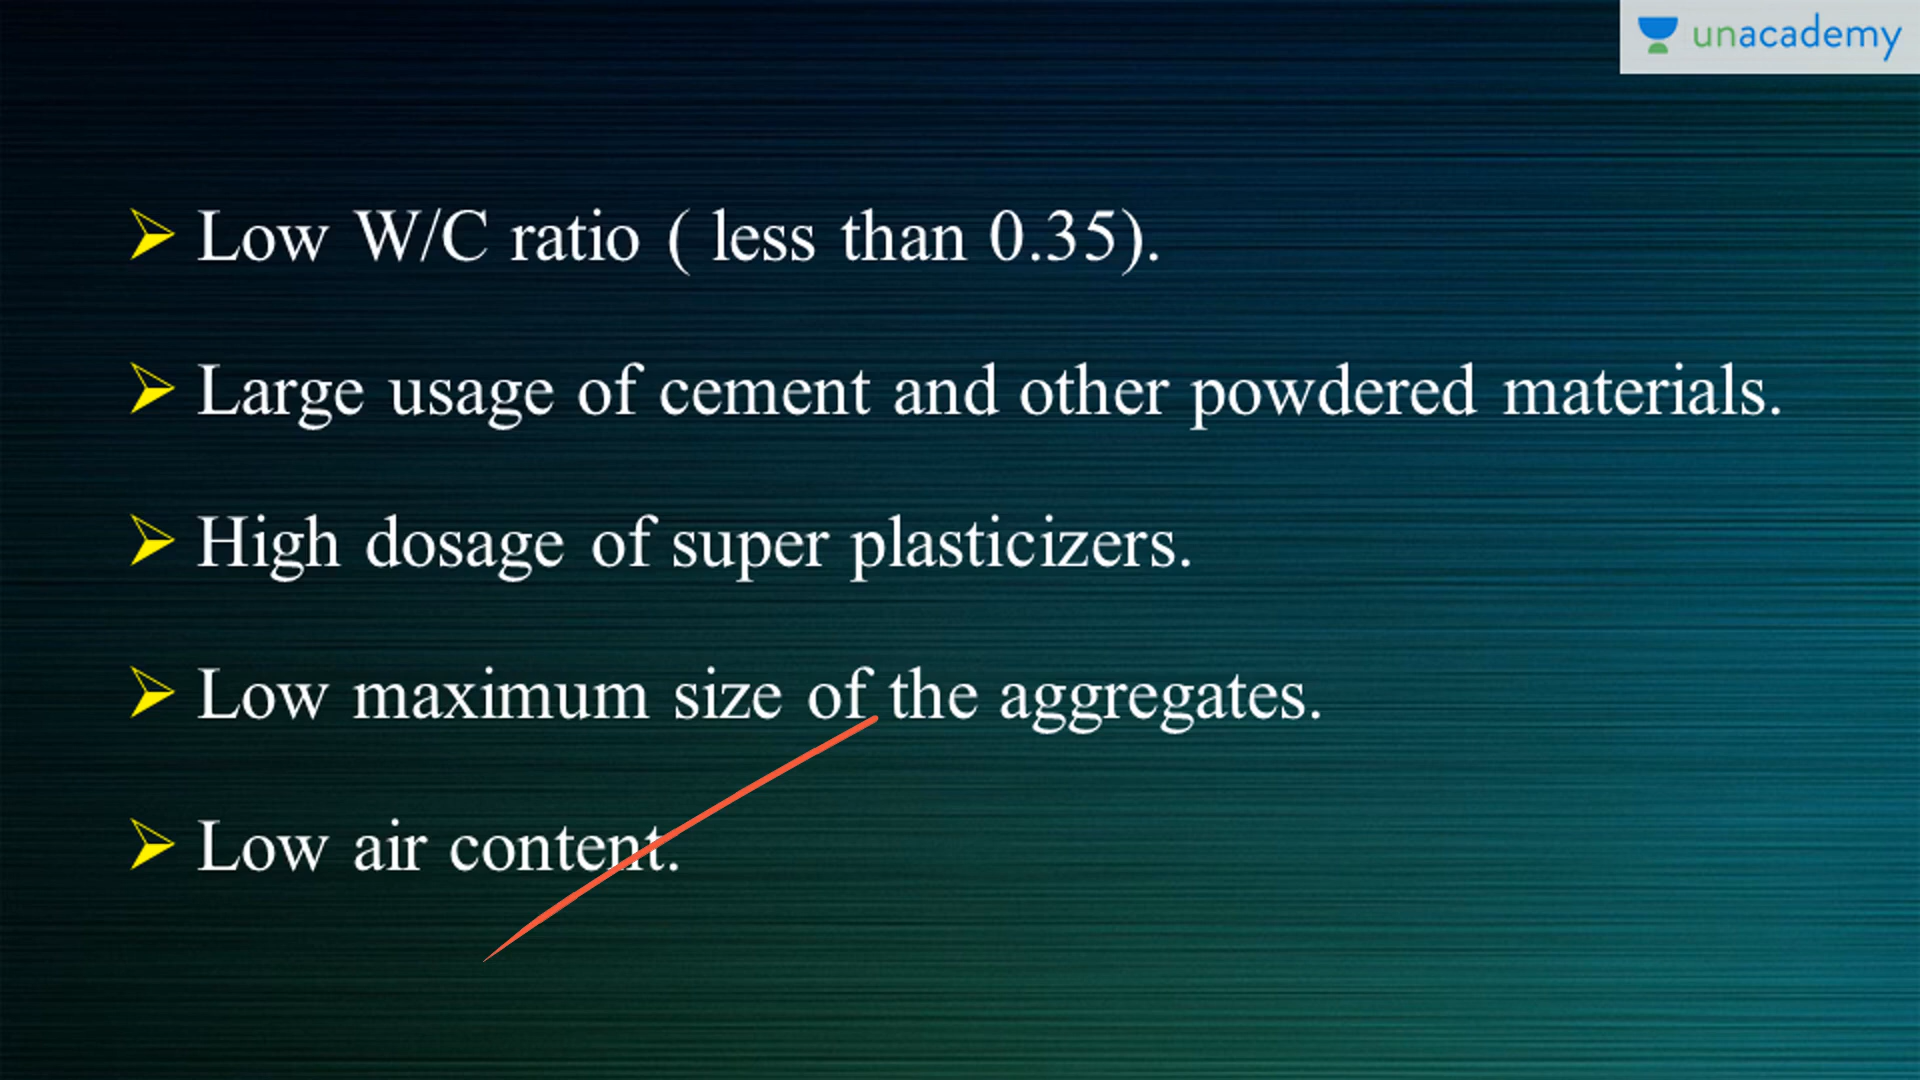 unacademy
Low W/C ratio ( less than 0.35).
Large usage of cement and other powdered materials.
High dosage of super plasticizers.
Low maximum size of the aggregates.
Low air content.